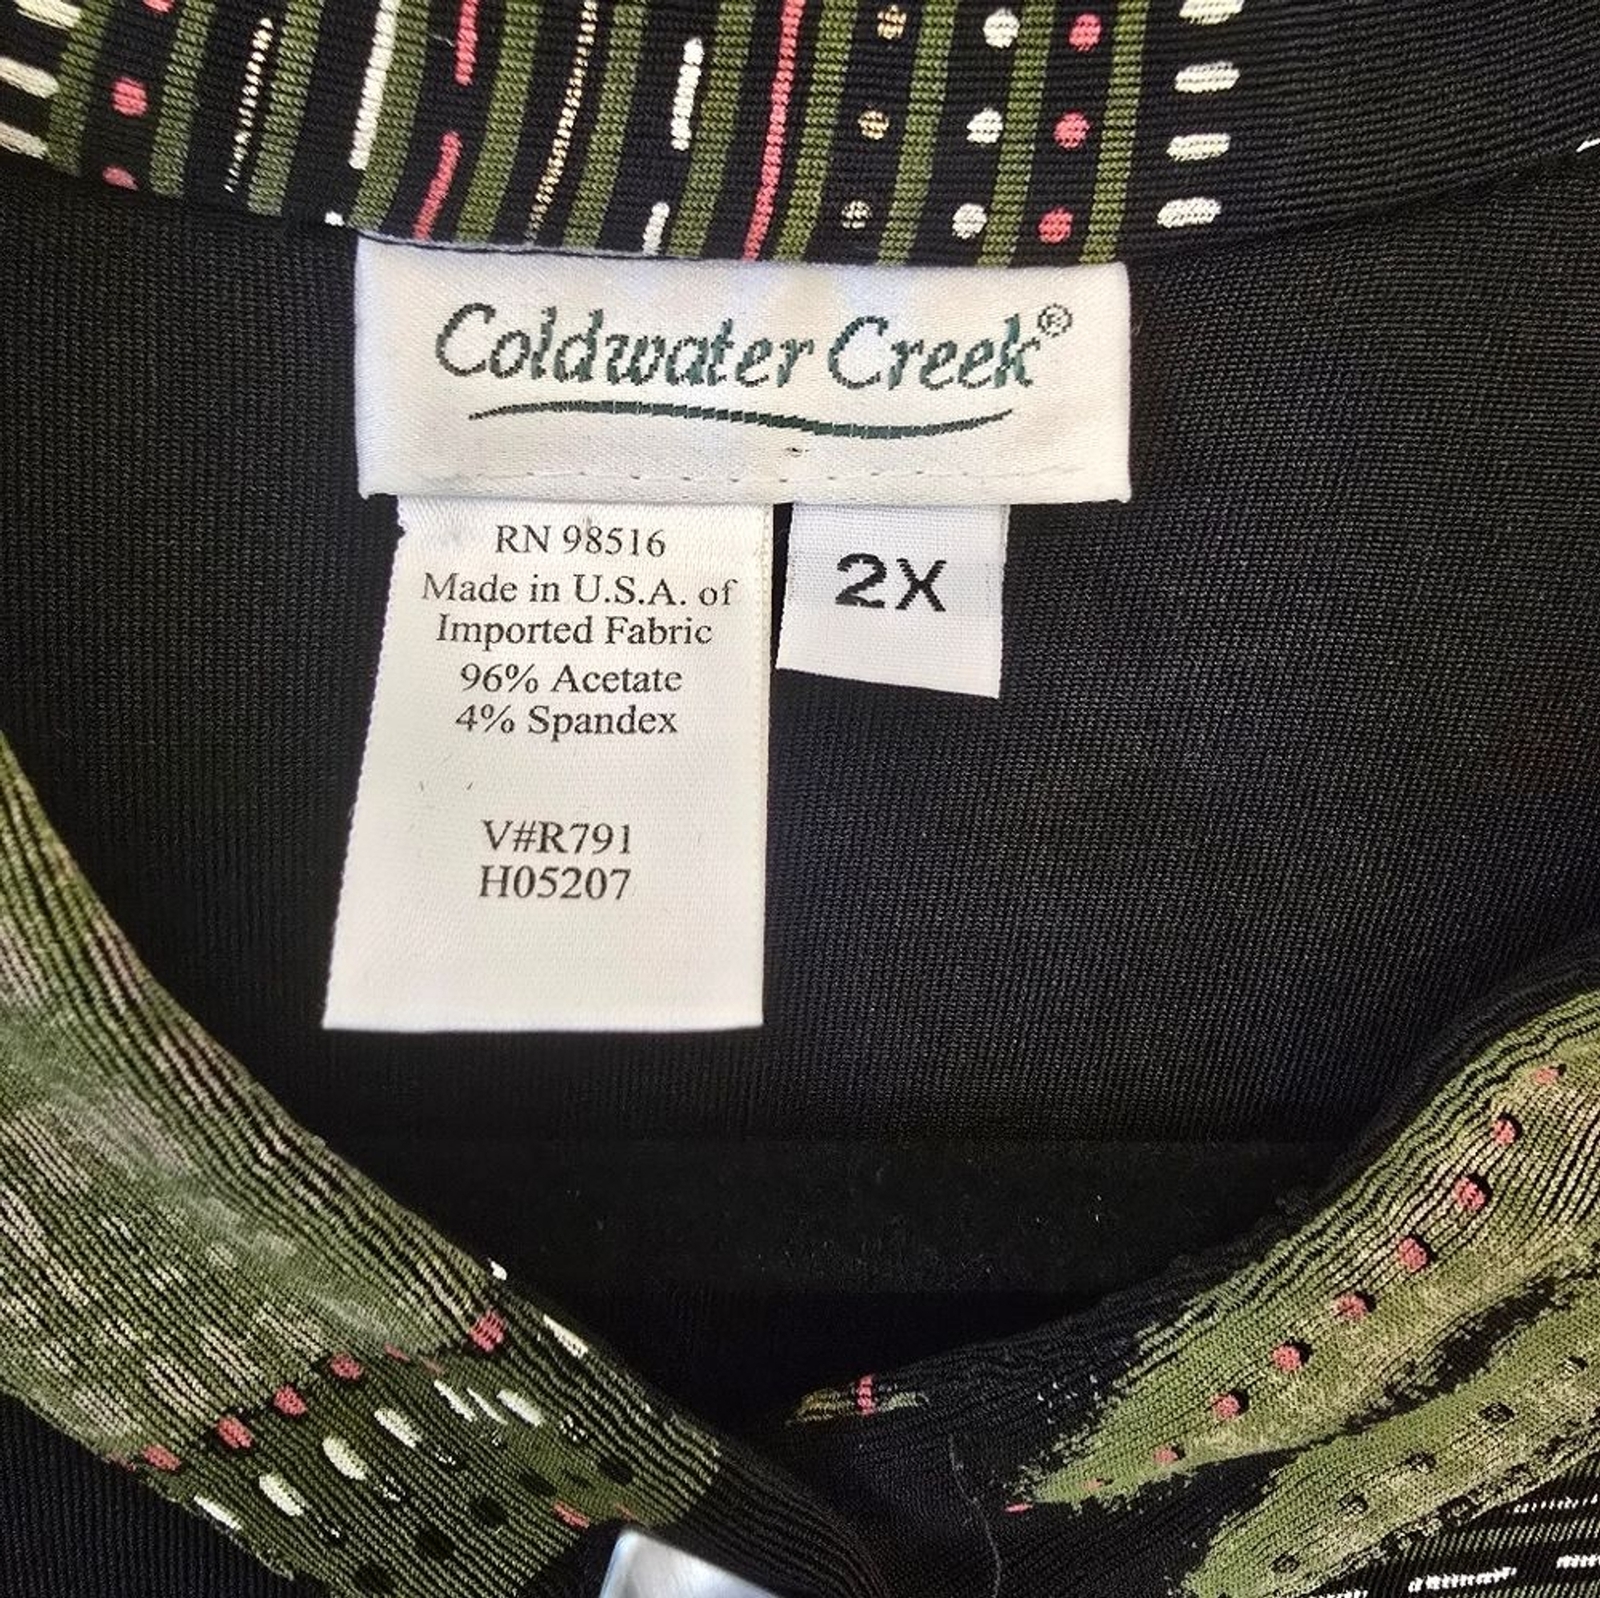 Coldwater Creek®
RN 98516
Made in U.S.A. of
Imported Fabric
96% Acetate
4% Spandex
V#R791
H05207
2X